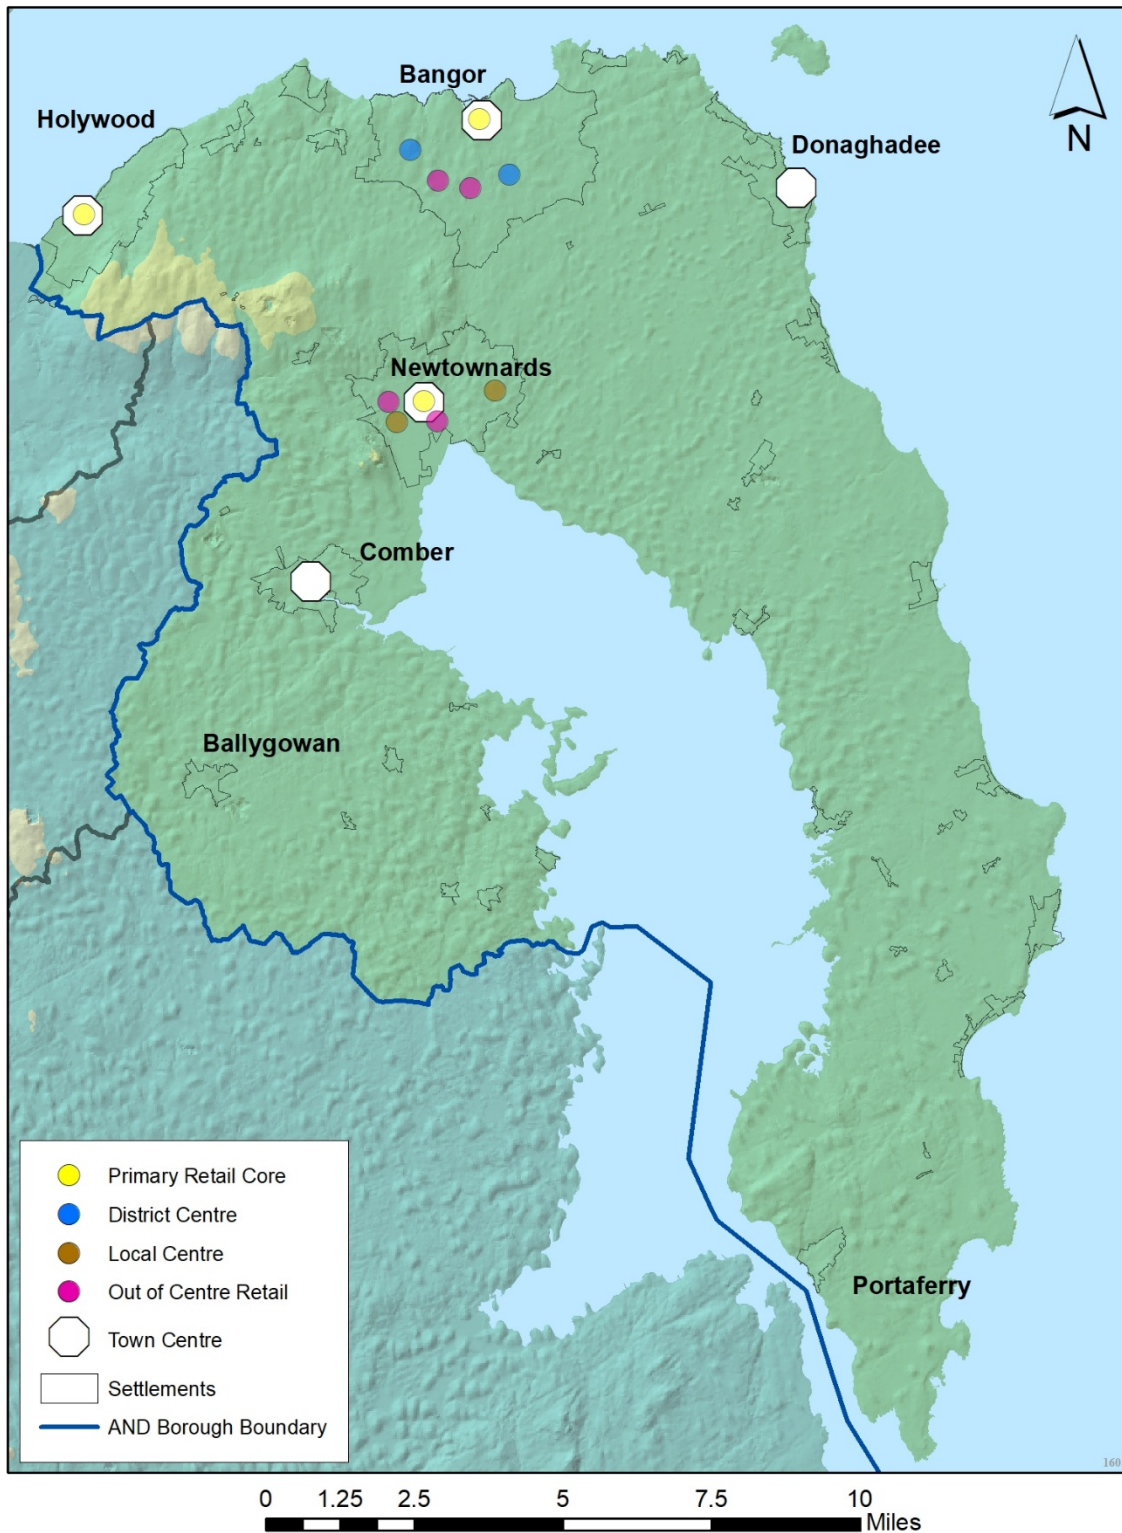 Bangor
Holywood
N
Donaghadee
Newtownards
Comber
Ballygowan
Portaferry
Primary Retail Core
District Centre
Local Centre
Out of Centre Retail
Town Centre
Settlements
AND Borough Boundary
160
0 1.25 2.5 5 7.5 10
Miles